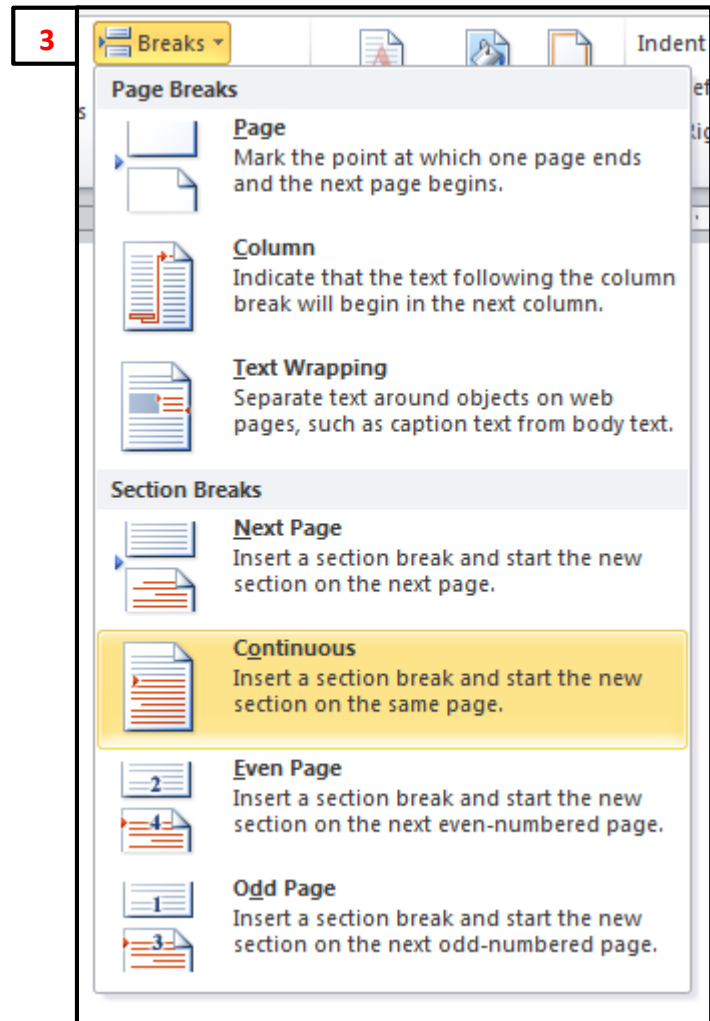 3
Breaks
Indent
Page Breaks
Page
Mark the point at which one page ends
and the next page begins.
Column
Indicate that the text following the column
break will begin in the next column.
Text Wrapping
Separate text around objects on web
pages, such as caption text from body text.
Section Breaks
Next Page
Insert a section break and start the new
section on the next page.
Continuous
Insert a section break and start the new
section on the same page.
Even Page
Insert a section break and start the new
section on the next even-numbered page.
2
4
Odd Page
Insert a section break and start the new
section on the next odd-numbered page.
1
3